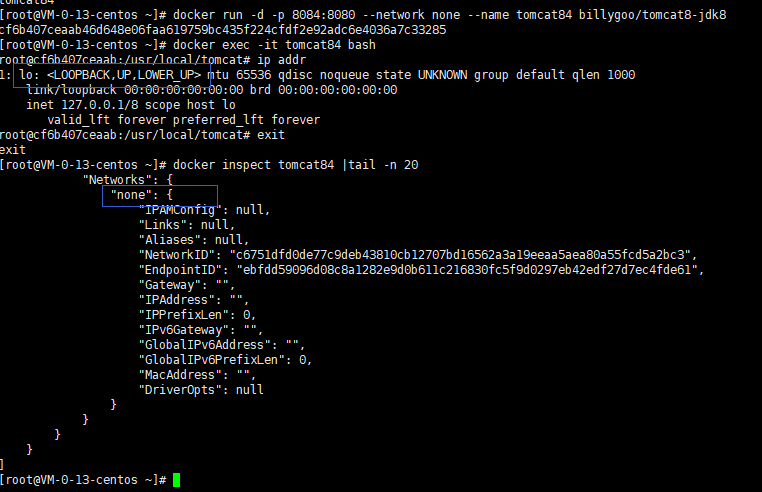 tomcat84
[root@VM-0-13-centos ~]# docker run -d -p 8084:8080 --network none --name tomcat84 billygoo/tomcat8-jdk8
cf6b407ceaab46d648e06faa619759bc435f224cfdf2e92adc6e4036a7c33285
[root@VM-0-13-centos ~]# docker exec -it tomcat84 bash
root@cf6b407ceaab:/usr/local/tomcat# ip addr
1: lo: <LOOPBACK,UP,LOWER_UP> mtu 65536 qdisc noqueue state UNKNOWN group default qlen 1000
    link/loopback 00:00:00:00:00:00 brd 00:00:00:00:00:00
    inet 127.0.0.1/8 scope host lo
       valid_lft forever preferred_lft forever
root@cf6b407ceaab:/usr/local/tomcat# exit
exit
[root@VM-0-13-centos ~]# docker inspect tomcat84 |tail -n 20
            "Networks": {
                "none": {
                    "IPAMConfig": null,
                    "Links": null,
                    "Aliases": null,
                    "NetworkID": "c6751dfd0de77c9deb43810cb12707bd16562a3a19eeaa5aea80a55fcd5a2bc3",
                    "EndpointID": "ebfdd59096d08c8a1282e9d0b611c216830fc5f9d0297eb42edf27d7ec4fde61",
                    "Gateway": "",
                    "IPAddress": "",
                    "IPPrefixLen": 0,
                    "IPv6Gateway": "",
                    "GlobalIPv6Address": "",
                    "GlobalIPv6PrefixLen": 0,
                    "MacAddress": "",
                    "DriverOpts": null
                }
            }
        }
    }
]
[root@VM-0-13-centos ~]#